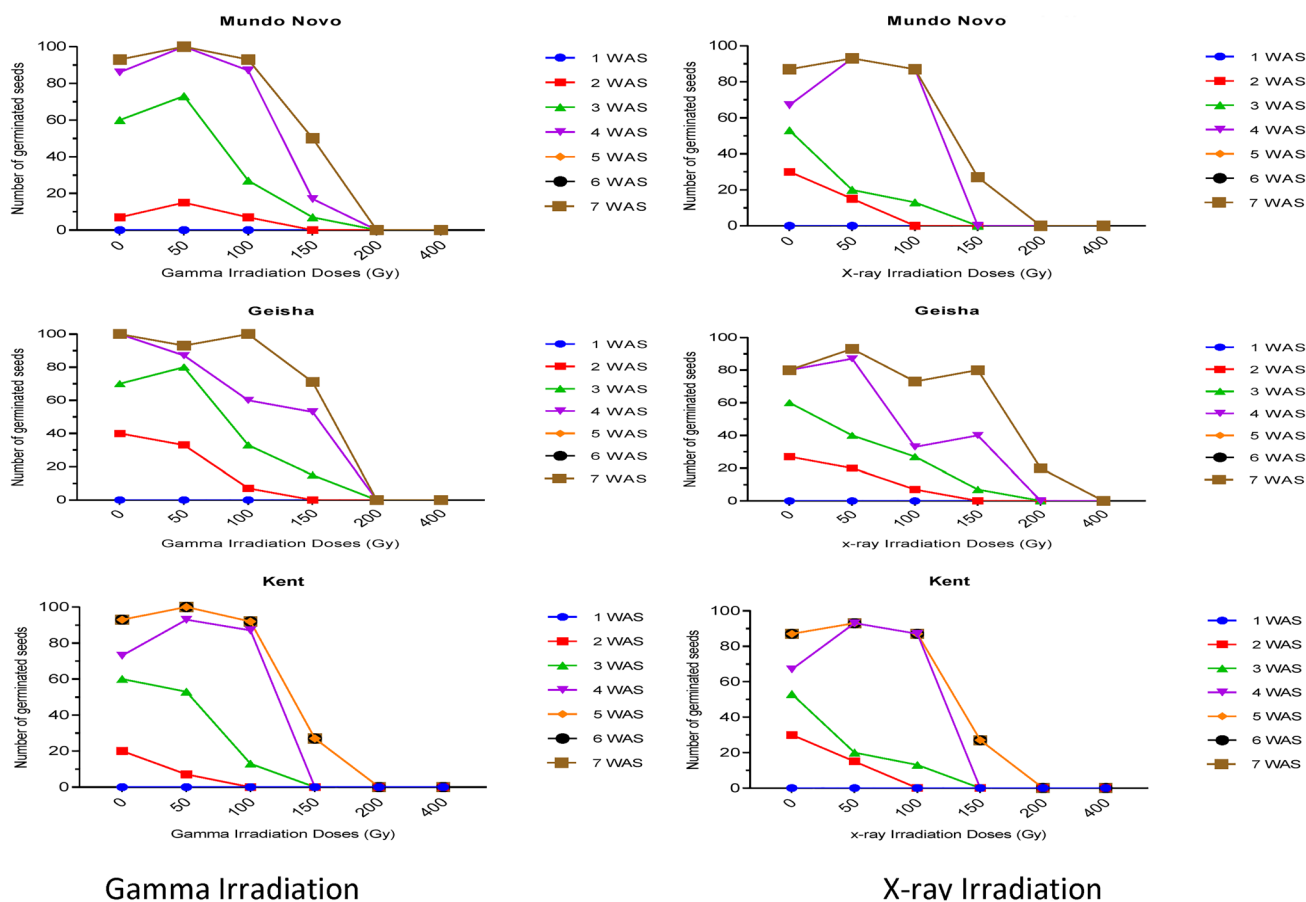 Mundo Novo
Number of germinated seeds
100
80
60
40
20
0
0 50 100 150 200 400
Gamma Irradiation Doses (Gy)
1 WAS
2 WAS
3 WAS
4 WAS
5 WAS
6 WAS
7 WAS
Mundo Novo
Number of germinated seeds
100
80
60
40
20
0
0 50 100 150 200 400
X-ray Irradiation Doses (Gy)
1 WAS
2 WAS
3 WAS
4 WAS
5 WAS
6 WAS
7 WAS
Geisha
Number of germinated seeds
100
80
60
40
20
0
0 50 100 150 200 400
Gamma Irradiation Doses (Gy)
1 WAS
2 WAS
3 WAS
4 WAS
5 WAS
6 WAS
7 WAS
Geisha
Number of germinated seeds
100
80
60
40
20
0
0 50 100 150 200 400
x-ray Irradiation Doses (Gy)
1 WAS
2 WAS
3 WAS
4 WAS
5 WAS
6 WAS
7 WAS
Kent
Number of germinated seeds
100
80
60
40
20
0
0 50 100 150 200 400
Gamma Irradiation Doses (Gy)
1 WAS
2 WAS
3 WAS
4 WAS
5 WAS
6 WAS
7 WAS
Kent
Number of germinated seeds
100
80
60
40
20
0
0 50 100 150 200 400
x-ray Irradiation Doses (Gy)
1 WAS
2 WAS
3 WAS
4 WAS
5 WAS
6 WAS
7 WAS
Gamma Irradiation
X-ray Irradiation